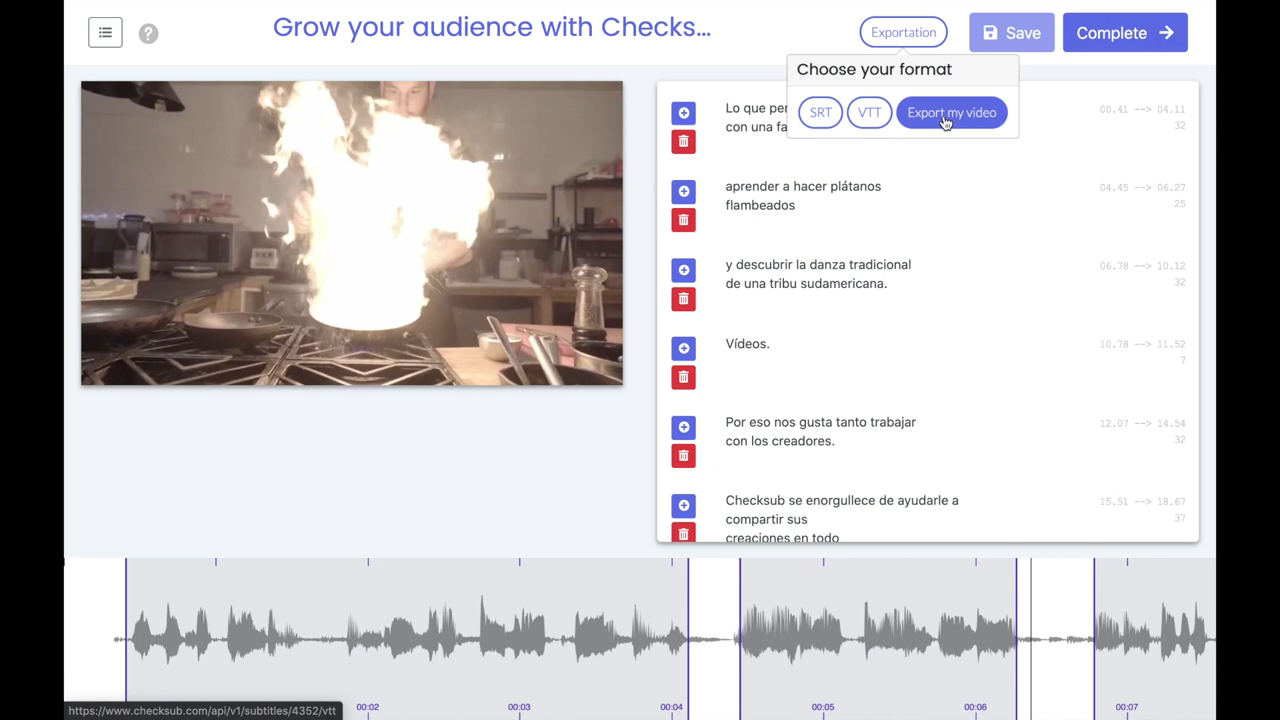 Grow your audience with Checks...
Exportation
Save
Complete
Choose your format
SRT
VTT
Export my video
Lo que per
con una fa
00.41 --> 04.11
32
aprender a hacer plátanos
flambeados
04.45 --> 06.27
25
y descubrir la danza tradicional
de una tribu sudamericana.
06.78 --> 10.12
32
Vídeos.
10.78 --> 11.52
7
Por eso nos gusta tanto trabajar
con los creadores.
12.07 --> 14.54
32
Checksub se enorgullece de ayudarle a
compartir sus
creaciones en todo
15.51 --> 18.67
37
https://www.checksub.com/api/v1/subtitles/4352/vtt
00:02
00:03
00:04
00:05
00:06
00:07